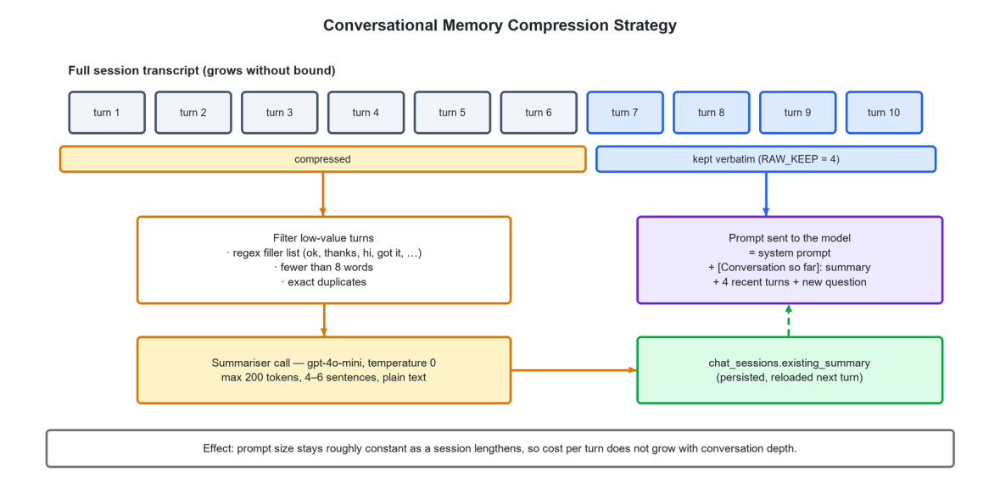 Conversational Memory Compression Strategy
Full session transcript (grows without bound)
turn 1
turn 2
turn 3
turn 4
turn 5
turn 6
turn 7
turn 8
turn 9
turn 10
compressed
kept verbatim (RAW_KEEP = 4)
Filter low-value turns
· regex filler list (ok, thanks, hi, got it, …)
· fewer than 8 words
· exact duplicates
Prompt sent to the model
= system prompt
+ [Conversation so far]: summary
+ 4 recent turns + new question
Summariser call — gpt-4o-mini, temperature 0
max 200 tokens, 4–6 sentences, plain text
chat_sessions.existing_summary
(persisted, reloaded next turn)
Effect: prompt size stays roughly constant as a session lengthens, so cost per turn does not grow with conversation depth.